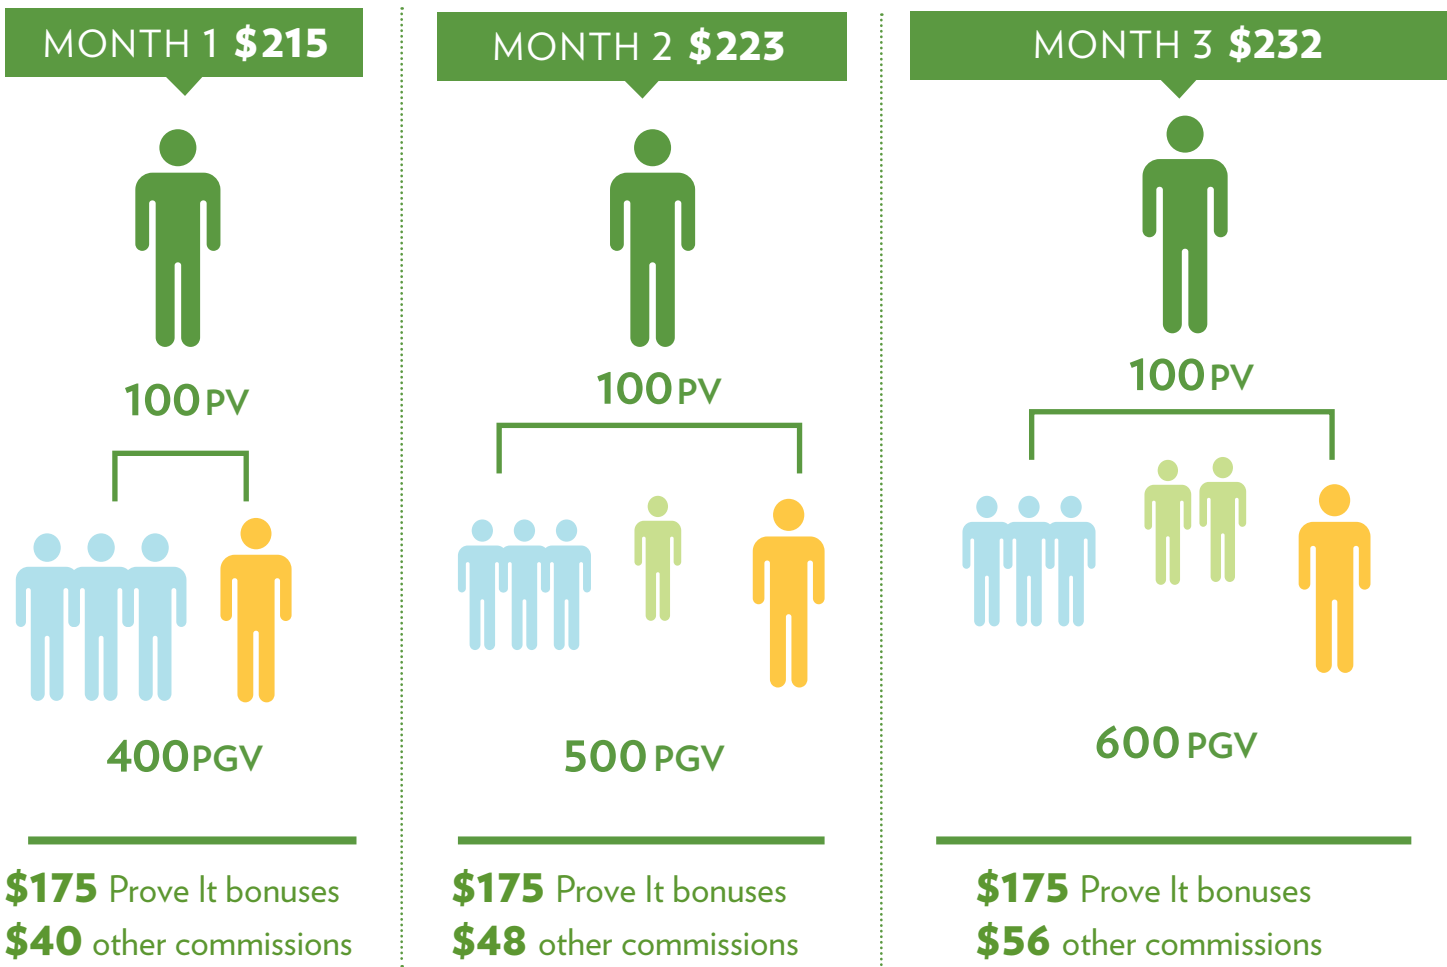 MONTH 1 $215
100 PV
400 PGV
$175 Prove It bonuses
$40 other commissions
MONTH 2 $223
100 PV
500 PGV
$175 Prove It bonuses
$48 other commissions
MONTH 3 $232
100 PV
600 PGV
$175 Prove It bonuses
$56 other commissions